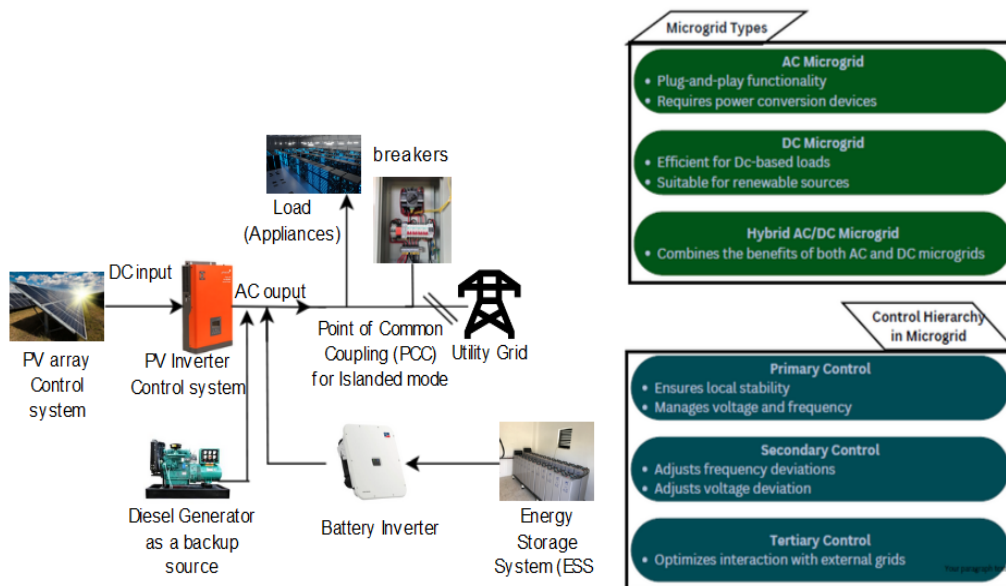 breakers
Load
(Appliances)
DC input
AC ouput
PV array
Control
system
PV Inverter
Control system
Point of Common
Coupling (PCC)
for Islanded mode
Utility Grid
Diesel Generator
as a backup
source
Battery Inverter
Energy
Storage
System (ESS
Microgrid Types
AC Microgrid
• Plug-and-play functionality
• Requires power conversion devices
DC Microgrid
• Efficient for Dc-based loads
• Suitable for renewable sources
Hybrid AC/DC Microgrid
• Combines the benefits of both AC and DC microgrids
Control Hierarchy
in Microgrid
Primary Control
• Ensures local stability
• Manages voltage and frequency
Secondary Control
• Adjusts frequency deviations
• Adjusts voltage deviation
Tertiary Control
• Optimizes interaction with external grids
Your paragraph